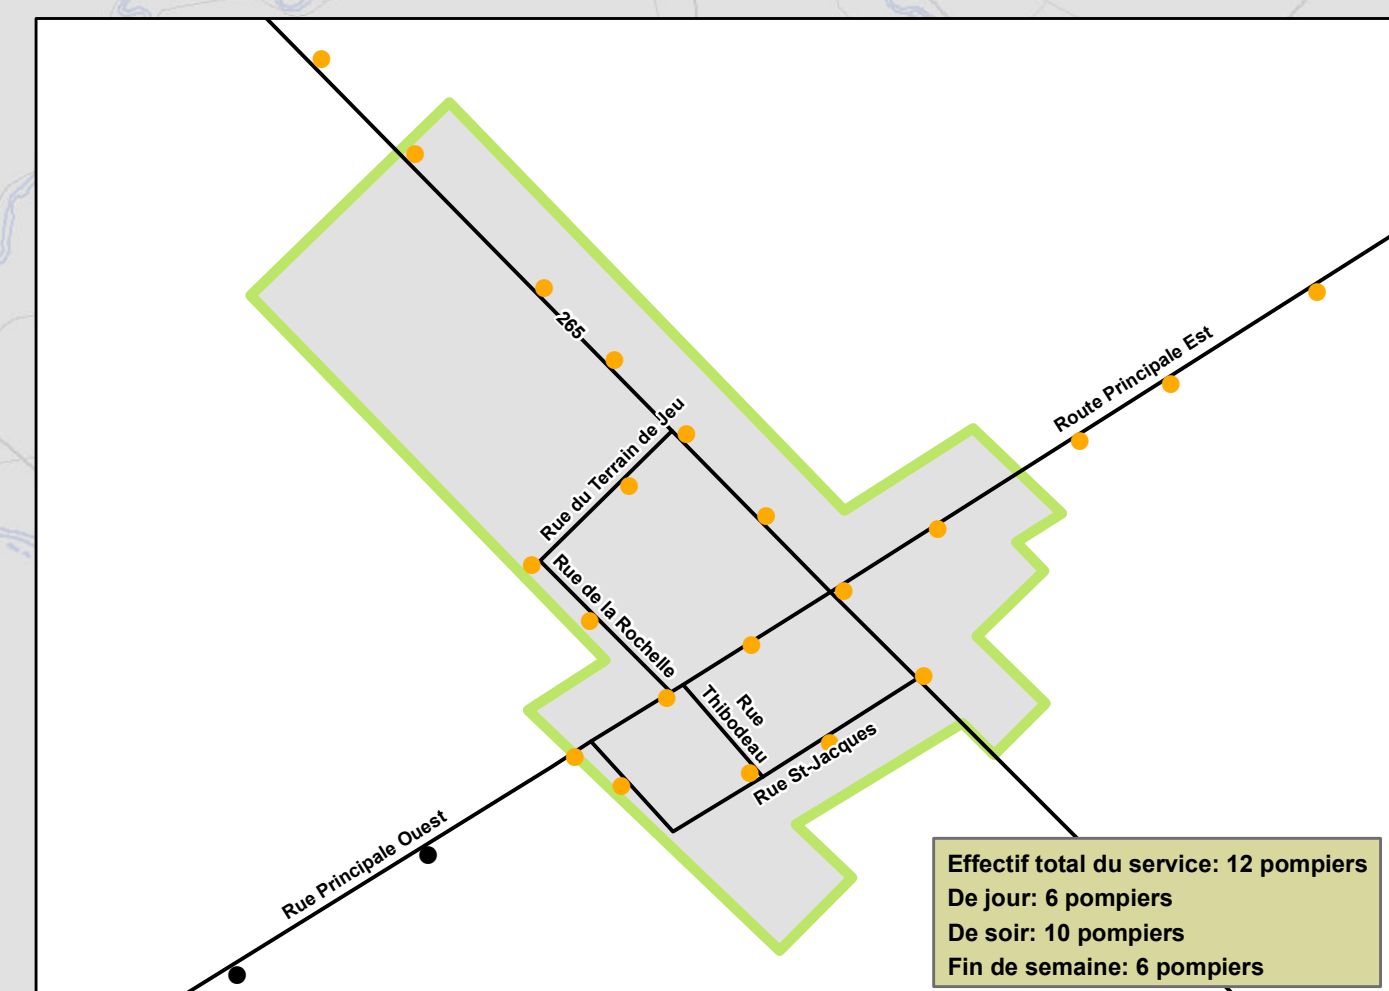 265
Route Principale Est
Rue du Terrain de Jeu
Rue de la Rochelle
Rue
Thibodeau
Rue St-Jacques
Rue Principale Ouest
Effectif total du service: 12 pompiers
De jour: 6 pompiers
De soir: 10 pompiers
Fin de semaine: 6 pompiers